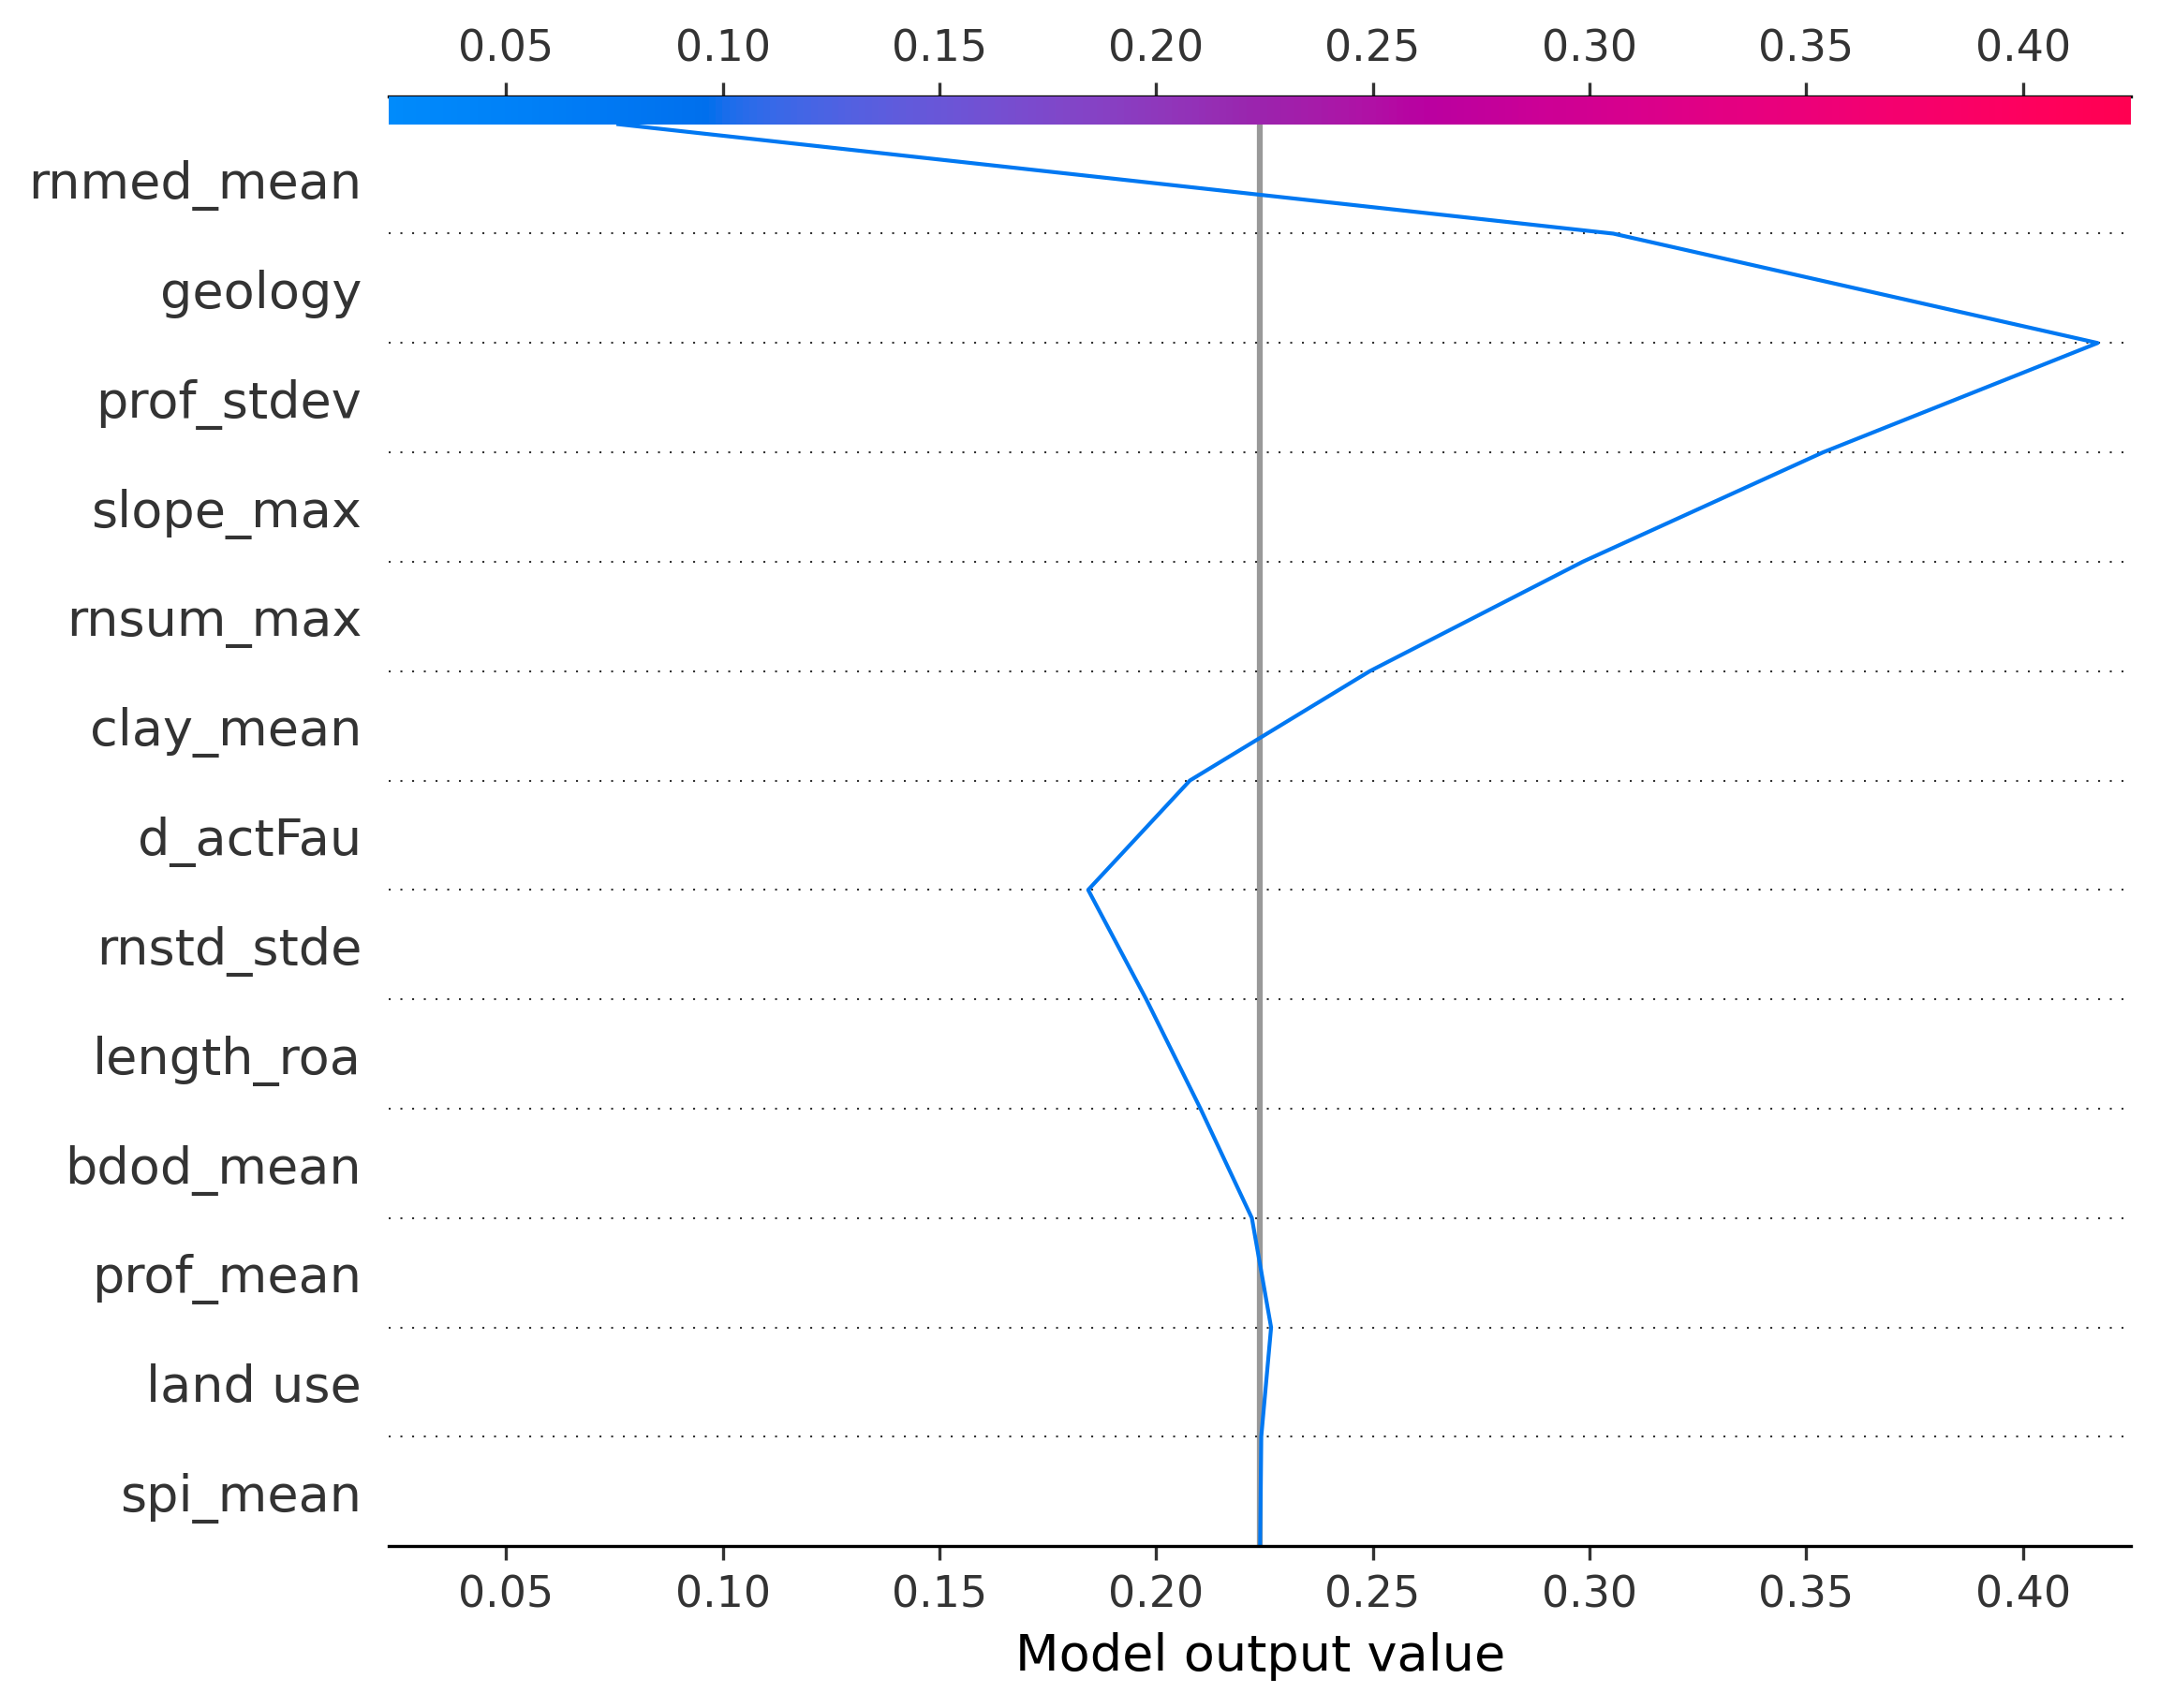 0.05 0.10 0.15 0.20 0.25 0.30 0.35 0.40
rnmed_mean
geology
prof_stdev
slope_max
rnsum_max
clay_mean
d_actFau
rnstd_stde
length_roa
bdod_mean
prof_mean
land use
spi_mean
0.05 0.10 0.15 0.20 0.25 0.30 0.35 0.40
Model output value